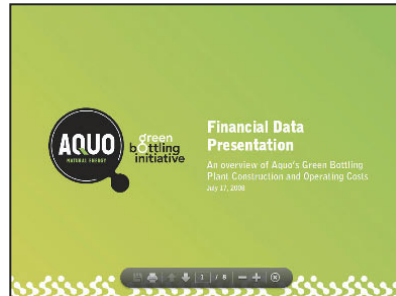 AQUO
NATURAL ENERGY
green
bottling
initiative
Financial Data
Presentation
An overview of Aquo's Green Bottling
Plant Construction and Operating Costs
July 17, 2008
1 / 8